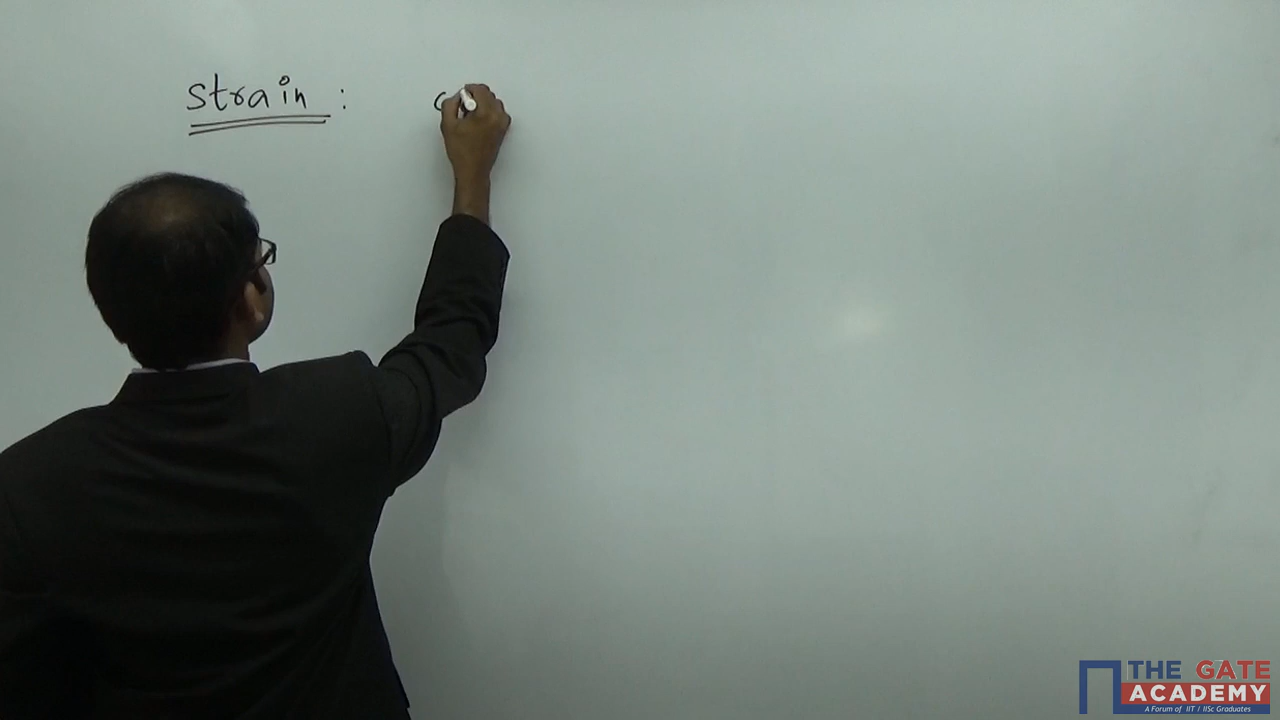 Strain :
THE GATE
ACADEMY
A Forum of IIT / IISc Graduates